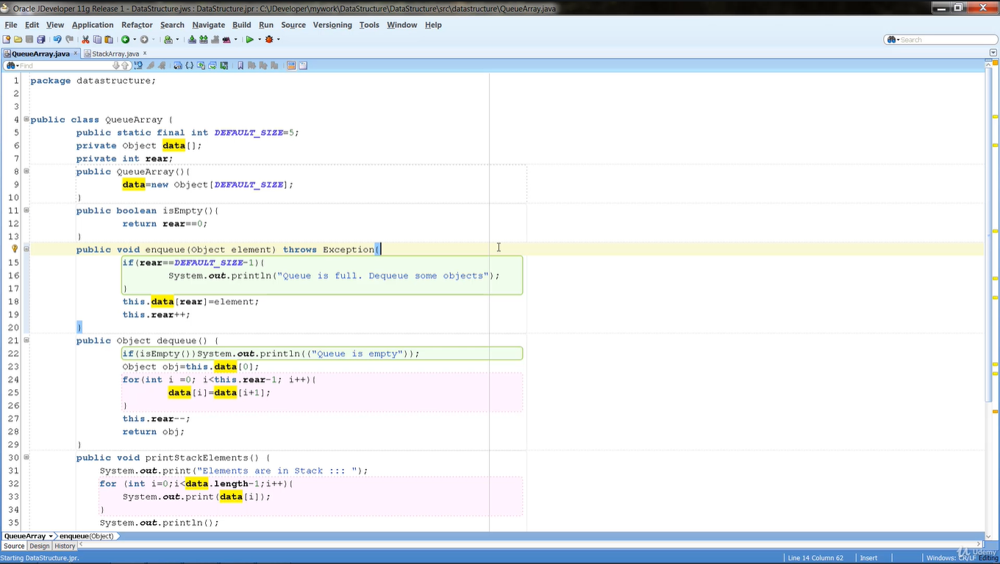 Oracle JDeveloper 11g Release 1 - DataStructure.jws : DataStructure.jpr : C:\JDeveloper\mywork\DataStructure\DataStructure\src\datastructure\QueueArray.java
File Edit View Application Refactor Search Navigate Build Run Source Versioning Tools Window Help
Search
QueueArray.java × StackArray.java ×
Find
1 package datastructure;
2
3
4 public class QueueArray {
5 public static final int DEFAULT_SIZE=5;
6 private Object data[];
7 private int rear;
8 public QueueArray(){
9 data=new Object[DEFAULT_SIZE];
10 }
11 public boolean isEmpty(){
12 return rear==0;
13 }
public void enqueue(Object element) throws Exception{
15 if(rear==DEFAULT_SIZE-1){
16 System.out.println("Queue is full. Dequeue some objects");
17 }
18 this.data[rear]=element;
19 this.rear++;
20 }
21 public Object dequeue() {
22 if(isEmpty())System.out.println(("Queue is empty"));
23 Object obj=this.data[0];
24 for(int i =0; i<this.rear-1; i++){
25 data[i]=data[i+1];
26 }
27 this.rear--;
28 return obj;
29 }
30 public void printStackElements() {
31 System.out.print("Elements are in Stack ::: ");
32 for (int i=0;i<data.length-1;i++){
33 System.out.print(data[i]);
34 }
35 System.out.println();
QueueArray enqueue(Object)
Source Design History
Starting DataStructure.jpr. Line 14 Column 62 Insert Windows: CR/LF Editing
Udemy